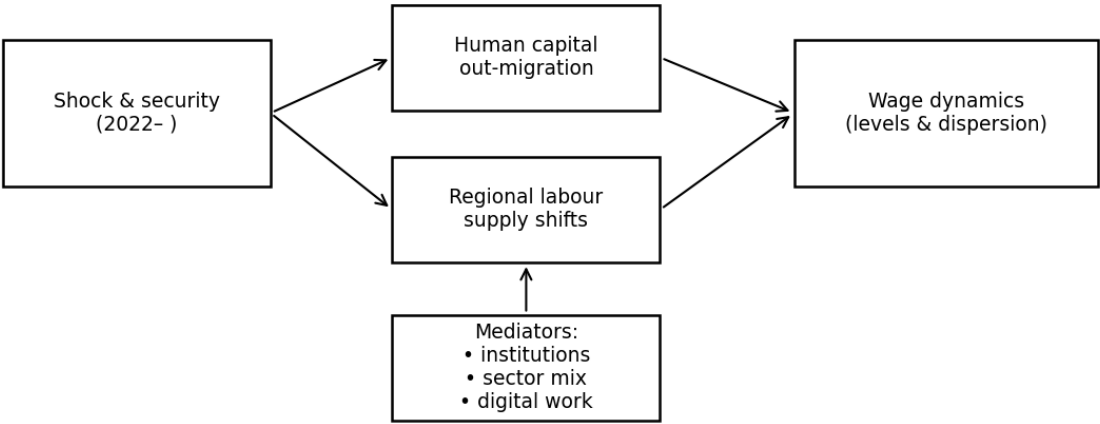 Shock & security
(2022– )
Human capital
out-migration
Regional labour
supply shifts
Mediators:
• institutions
• sector mix
• digital work
Wage dynamics
(levels & dispersion)